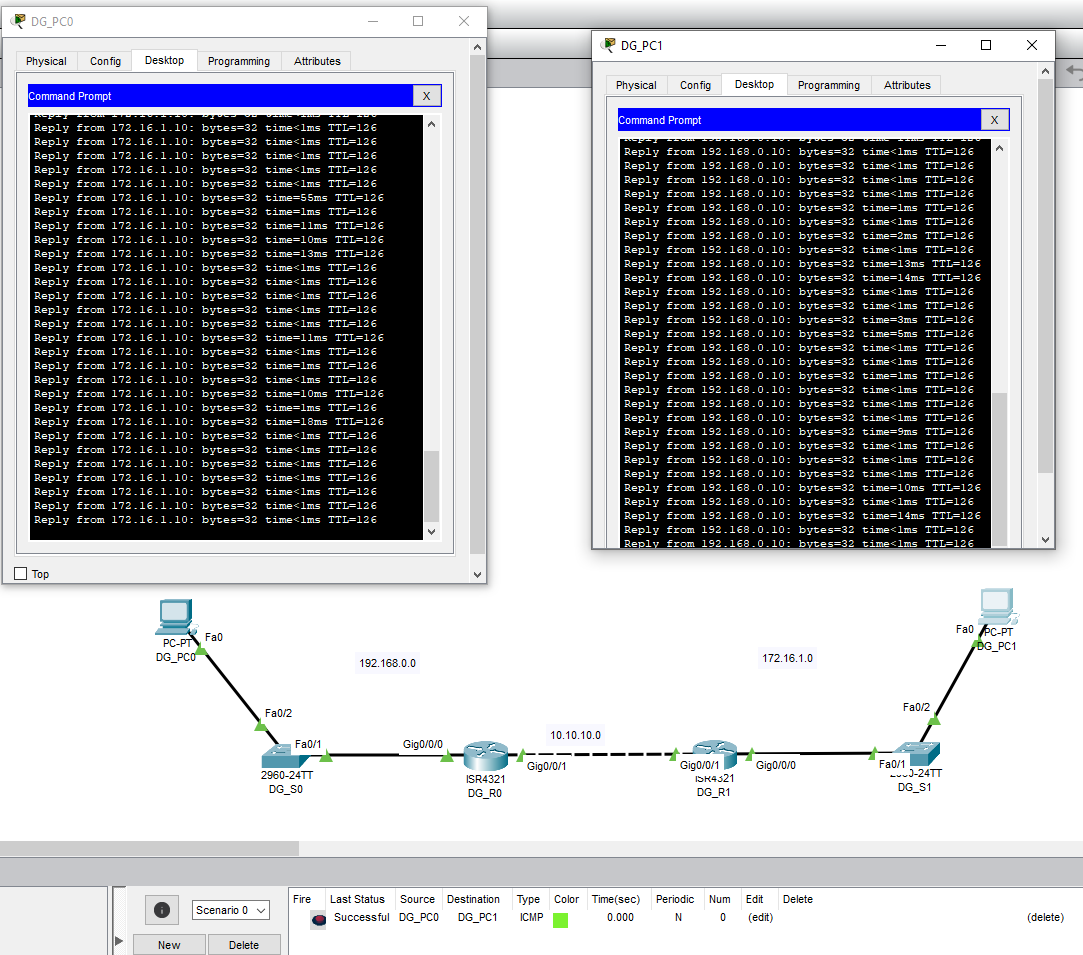 DG_PC0
Physical Config Desktop Programming Attributes
Command Prompt X
Reply from 172.16.1.10: bytes=32 time<1ms TTL=126
Reply from 172.16.1.10: bytes=32 time<1ms TTL=126
Reply from 172.16.1.10: bytes=32 time<1ms TTL=126
Reply from 172.16.1.10: bytes=32 time<1ms TTL=126
Reply from 172.16.1.10: bytes=32 time<1ms TTL=126
Reply from 172.16.1.10: bytes=32 time<1ms TTL=126
Reply from 172.16.1.10: bytes=32 time=55ms TTL=126
Reply from 172.16.1.10: bytes=32 time=1ms TTL=126
Reply from 172.16.1.10: bytes=32 time=11ms TTL=126
Reply from 172.16.1.10: bytes=32 time=10ms TTL=126
Reply from 172.16.1.10: bytes=32 time=13ms TTL=126
Reply from 172.16.1.10: bytes=32 time<1ms TTL=126
Reply from 172.16.1.10: bytes=32 time<1ms TTL=126
Reply from 172.16.1.10: bytes=32 time<1ms TTL=126
Reply from 172.16.1.10: bytes=32 time<1ms TTL=126
Reply from 172.16.1.10: bytes=32 time<1ms TTL=126
Reply from 172.16.1.10: bytes=32 time=11ms TTL=126
Reply from 172.16.1.10: bytes=32 time<1ms TTL=126
Reply from 172.16.1.10: bytes=32 time<1ms TTL=126
Reply from 172.16.1.10: bytes=32 time<1ms TTL=126
Reply from 172.16.1.10: bytes=32 time=10ms TTL=126
Reply from 172.16.1.10: bytes=32 time=1ms TTL=126
Reply from 172.16.1.10: bytes=32 time=18ms TTL=126
Reply from 172.16.1.10: bytes=32 time<1ms TTL=126
Reply from 172.16.1.10: bytes=32 time<1ms TTL=126
Reply from 172.16.1.10: bytes=32 time<1ms TTL=126
Reply from 172.16.1.10: bytes=32 time<1ms TTL=126
Reply from 172.16.1.10: bytes=32 time<1ms TTL=126
Reply from 172.16.1.10: bytes=32 time<1ms TTL=126
Reply from 172.16.1.10: bytes=32 time<1ms TTL=126
Top
DG_PC1
Physical Config Desktop Programming Attributes
Command Prompt X
Reply from 192.168.0.10: bytes=32 time<1ms TTL=126
Reply from 192.168.0.10: bytes=32 time<1ms TTL=126
Reply from 192.168.0.10: bytes=32 time<1ms TTL=126
Reply from 192.168.0.10: bytes=32 time<1ms TTL=126
Reply from 192.168.0.10: bytes=32 time<1ms TTL=126
Reply from 192.168.0.10: bytes=32 time<1ms TTL=126
Reply from 192.168.0.10: bytes=32 time=2ms TTL=126
Reply from 192.168.0.10: bytes=32 time<1ms TTL=126
Reply from 192.168.0.10: bytes=32 time=13ms TTL=126
Reply from 192.168.0.10: bytes=32 time=14ms TTL=126
Reply from 192.168.0.10: bytes=32 time<1ms TTL=126
Reply from 192.168.0.10: bytes=32 time<1ms TTL=126
Reply from 192.168.0.10: bytes=32 time=3ms TTL=126
Reply from 192.168.0.10: bytes=32 time=5ms TTL=126
Reply from 192.168.0.10: bytes=32 time<1ms TTL=126
Reply from 192.168.0.10: bytes=32 time<1ms TTL=126
Reply from 192.168.0.10: bytes=32 time<1ms TTL=126
Reply from 192.168.0.10: bytes=32 time<1ms TTL=126
Reply from 192.168.0.10: bytes=32 time<1ms TTL=126
Reply from 192.168.0.10: bytes=32 time<1ms TTL=126
Reply from 192.168.0.10: bytes=32 time=9ms TTL=126
Reply from 192.168.0.10: bytes=32 time<1ms TTL=126
Reply from 192.168.0.10: bytes=32 time<1ms TTL=126
Reply from 192.168.0.10: bytes=32 time<1ms TTL=126
Reply from 192.168.0.10: bytes=32 time=10ms TTL=126
Reply from 192.168.0.10: bytes=32 time<1ms TTL=126
Reply from 192.168.0.10: bytes=32 time=14ms TTL=126
Reply from 192.168.0.10: bytes=32 time<1ms TTL=126
Reply from 192.168.0.10: bytes=32 time<1ms TTL=126
Fa0
PC-PT
DG_PC0
192.168.0.0
172.16.1.0
Fa0
PC-PT
DG_PC1
Fa0/2
Fa0/1
2960-24TT
DG_S0
Gig0/0/0
ISR4321
DG_R0
Gig0/0/1
10.10.10.0
Gig0/0/1
ISR4321
DG_R1
Gig0/0/0
Fa0/2
Fa0/1
2960-24TT
DG_S1
Scenario 0
New Delete
Fire Last Status Source Destination Type Color Time(sec) Periodic Num Edit Delete
Successful DG_PC0 DG_PC1 ICMP 0.000 N 0 (edit) (delete)